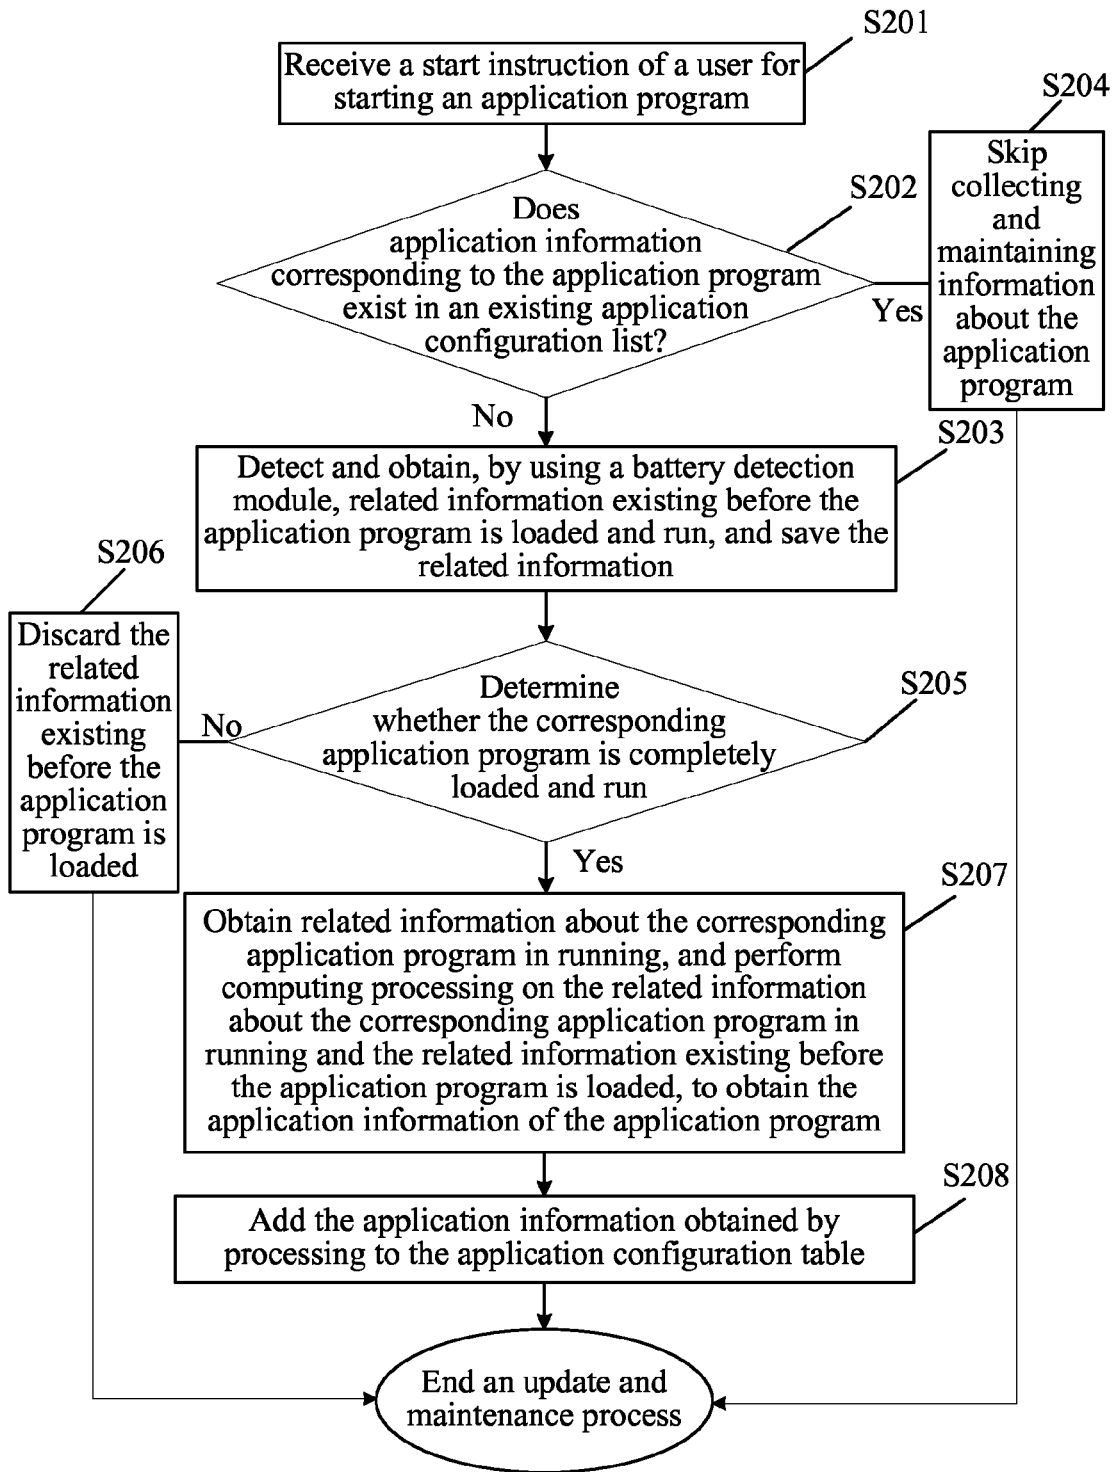 S201
Receive a start instruction of a user for
starting an application program
S204
Skip
collecting
and
maintaining
information
about the
application
program
S202
Does
application information
corresponding to the application program
exist in an existing application
configuration list?
Yes
No
S203
Detect and obtain, by using a battery detection
module, related information existing before the
application program is loaded and run, and save the
related information
S206
Discard the
related
information
existing
before the
application
program is
loaded
No
S205
Determine
whether the corresponding
application program is completely
loaded and run
Yes
S207
Obtain related information about the corresponding
application program in running, and perform
computing processing on the related information
about the corresponding application program in
running and the related information existing before
the application program is loaded, to obtain the
application information of the application program
S208
Add the application information obtained by
processing to the application configuration table
End an update and
maintenance process